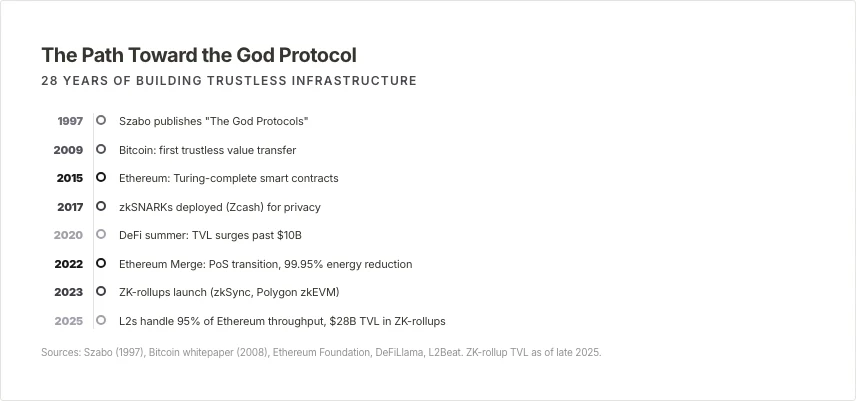 The Path Toward the God Protocol
28 YEARS OF BUILDING TRUSTLESS INFRASTRUCTURE
1997 Szabo publishes "The God Protocols"
2009 Bitcoin: first trustless value transfer
2015 Ethereum: Turing-complete smart contracts
2017 zkSNARKs deployed (Zcash) for privacy
2020 DeFi summer: TVL surges past $10B
2022 Ethereum Merge: PoS transition, 99.95% energy reduction
2023 ZK-rollups launch (zkSync, Polygon zkEVM)
2025 L2s handle 95% of Ethereum throughput, $28B TVL in ZK-rollups
Sources: Szabo (1997), Bitcoin whitepaper (2008), Ethereum Foundation, DeFiLlama, L2Beat. ZK-rollup TVL as of late 2025.